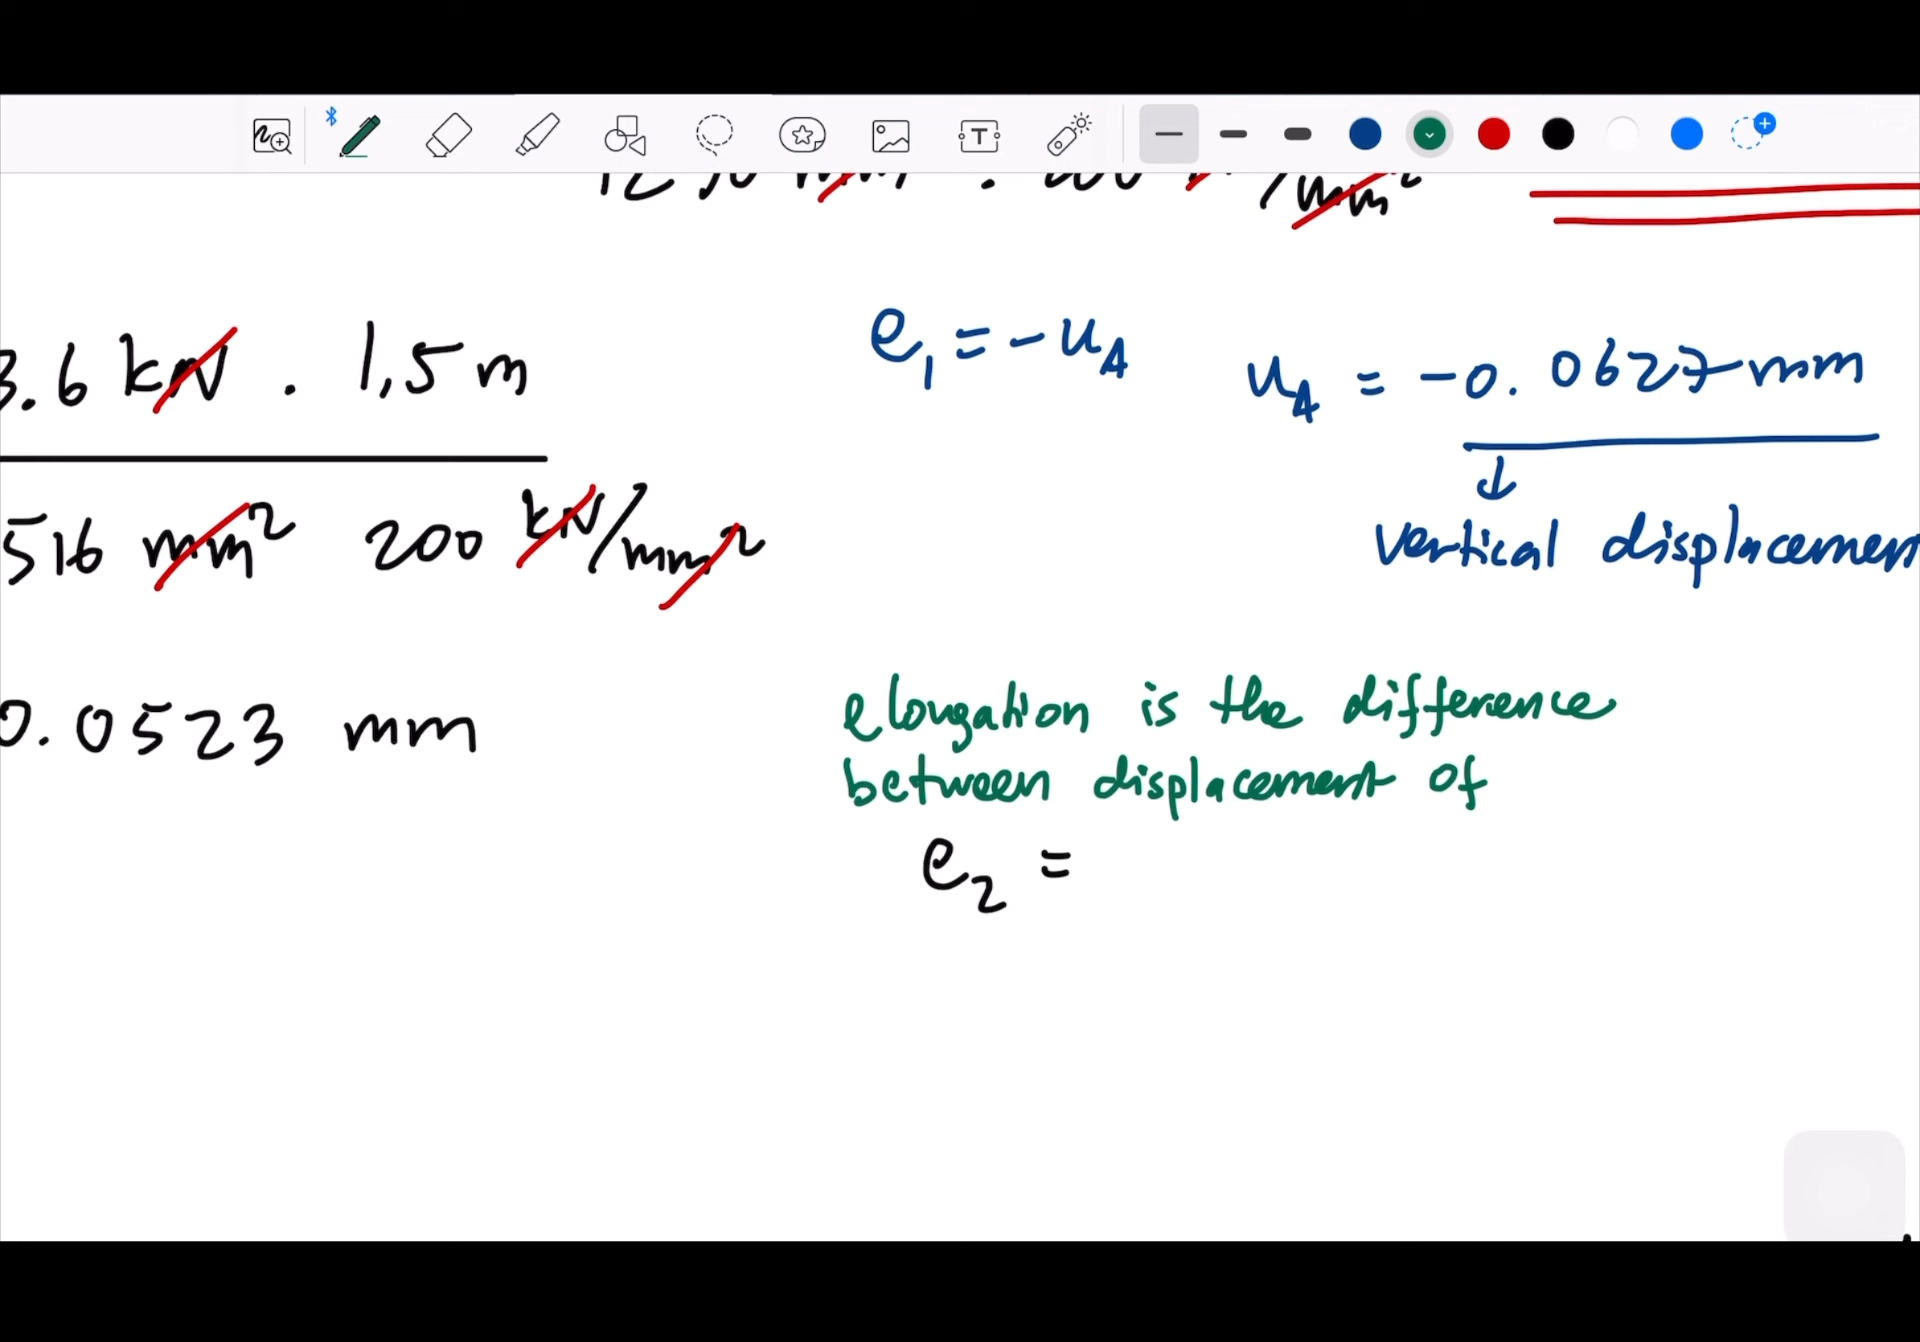 /mm²
3.6 kN . 1,5 m
516 mm² 200 kN/mm²
0.0523 mm
e₁ = -u_A
u_A = -0.0627 mm
↓
vertical displacemen
elongation is the difference
between displacement of
e₂ =
T